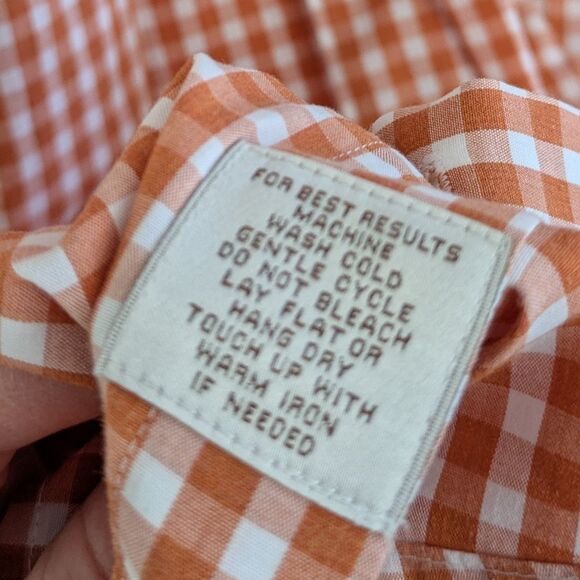 FOR BEST RESULTS
MACHINE
WASH COLD
GENTLE CYCLE
DO NOT BLEACH
LAY FLAT OR
HANG DRY
TOUCH UP WITH
WARM IRON
IF NEEDED